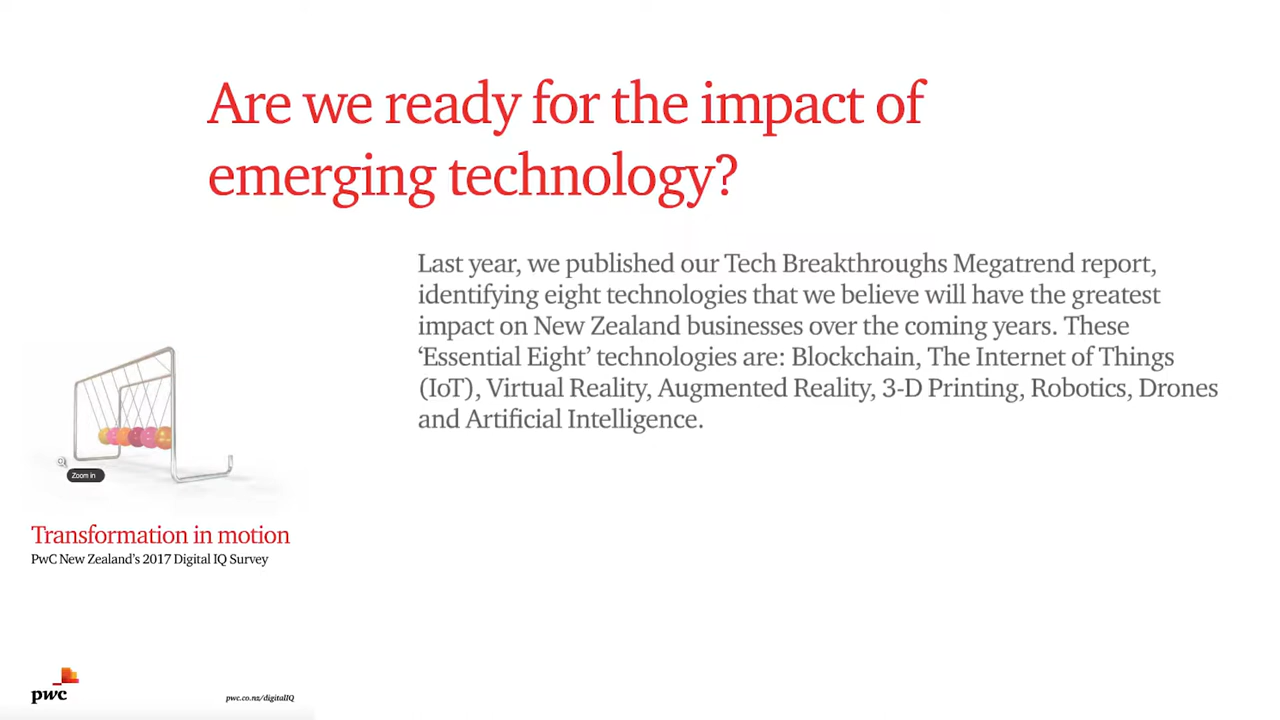 Are we ready for the impact of
emerging technology?
Last year, we published our Tech Breakthroughs Megatrend report,
identifying eight technologies that we believe will have the greatest
impact on New Zealand businesses over the coming years. These
‘Essential Eight’ technologies are: Blockchain, The Internet of Things
(IoT), Virtual Reality, Augmented Reality, 3-D Printing, Robotics, Drones
and Artificial Intelligence.
Zoom in
Transformation in motion
PwC New Zealand's 2017 Digital IQ Survey
pwc
pwc.co.nz/digitalIQ